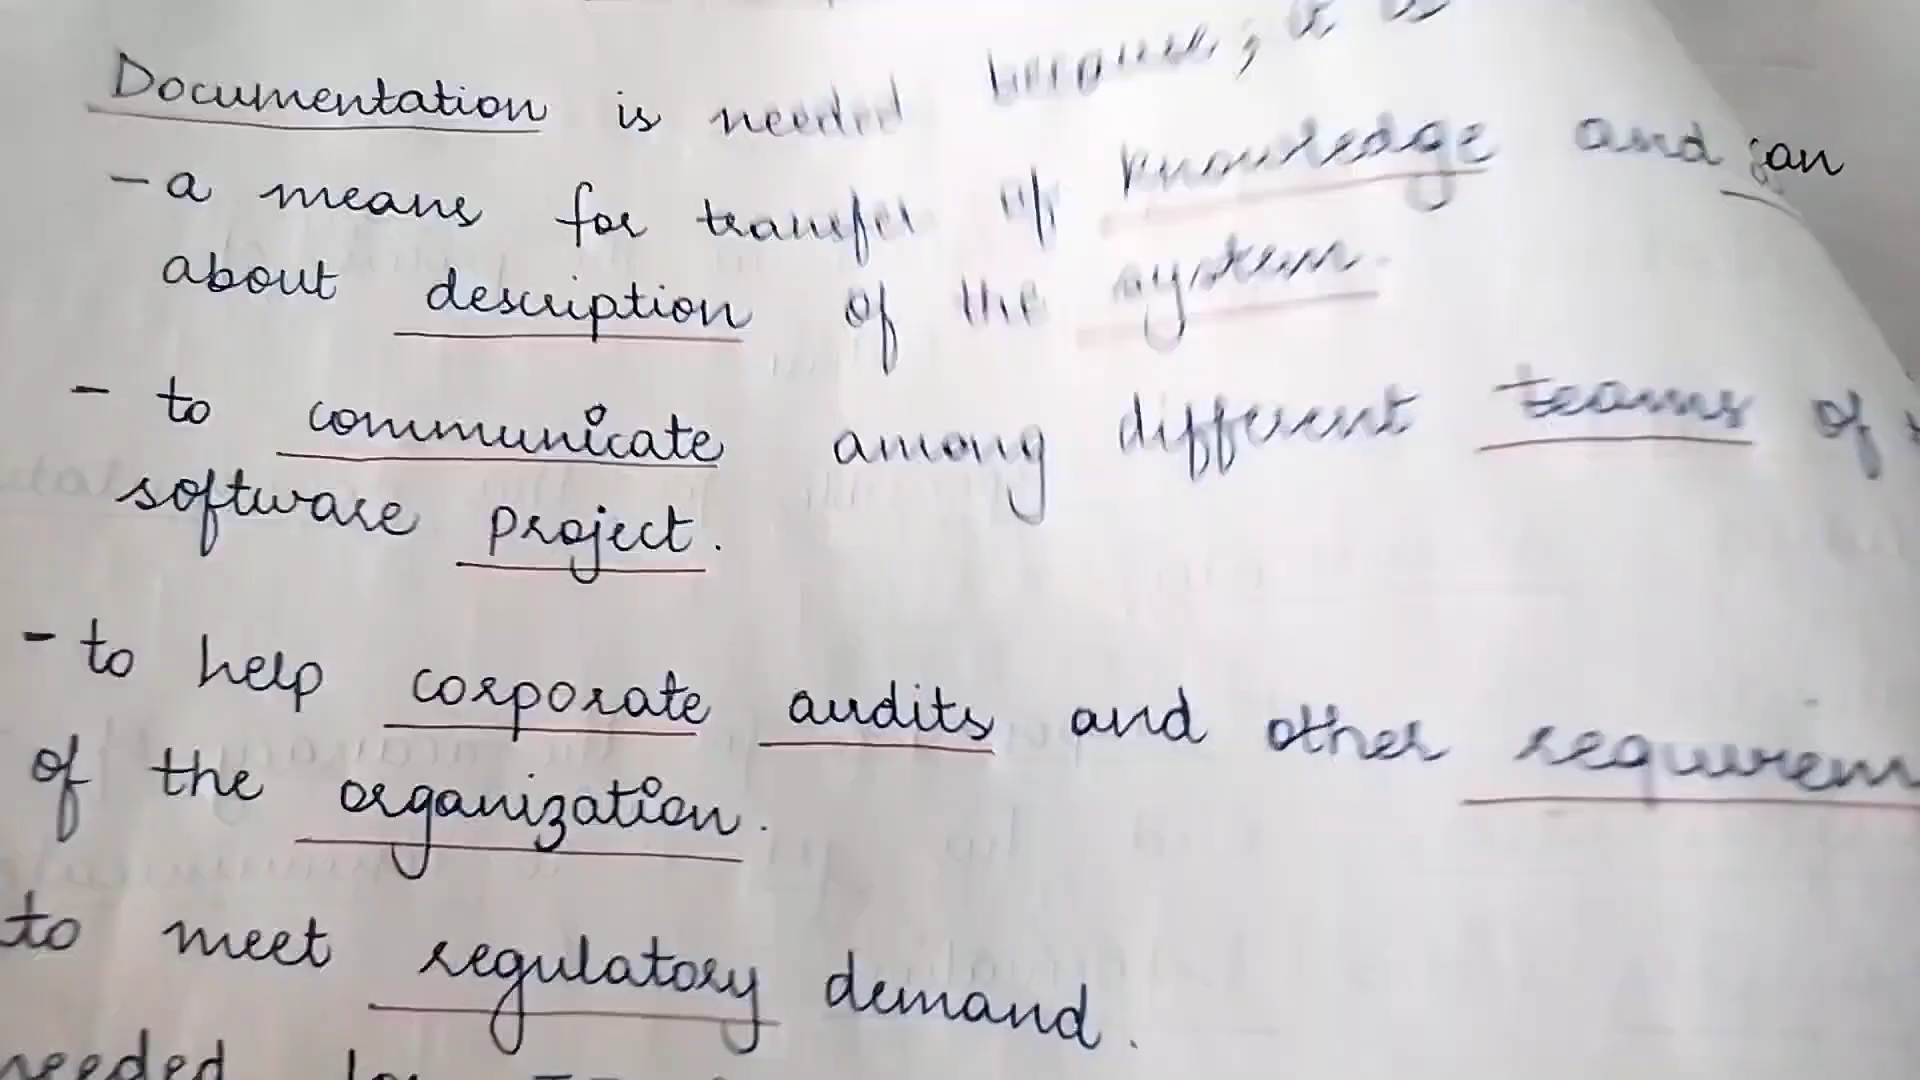 Documentation is needed because, it is
- a means for transfer of knowledge and an
about description of the system.
- to communicate among different teams of
software project.
- to help corporate audits and other
of the organization.
to meet regulatory demand.
needed